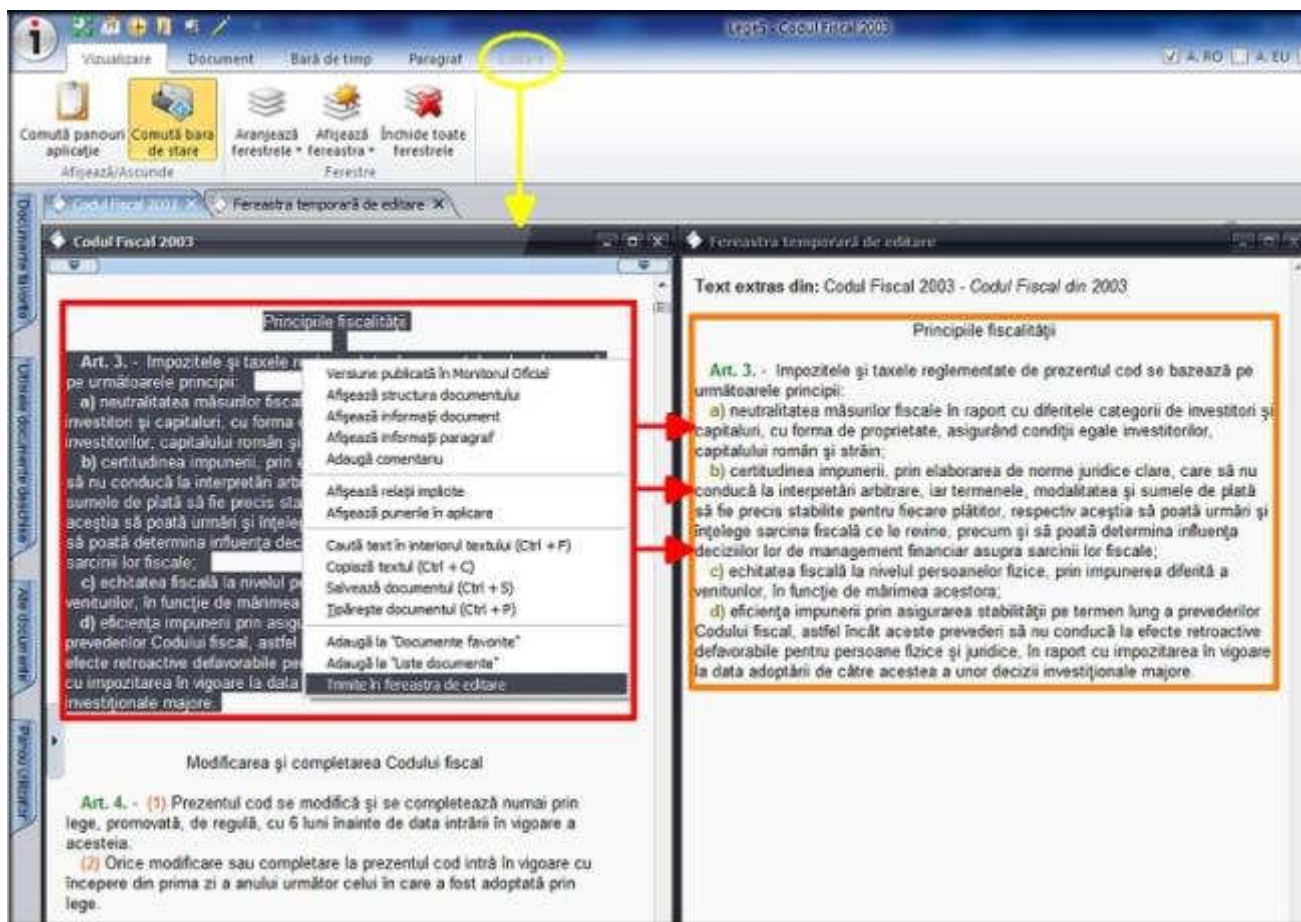 Lege5 - Codul Fiscal 2003
Vizualizare Document Bară de timp Paragraf Editare
A. RO A. EU
Comută panouri aplicație
Comută bara de stare
Aranjează ferestrele
Afișează fereastra
Închide toate ferestrele
Afișează/Ascunde
Ferestre
Codul Fiscal 2003
Fereastra temporară de editare
Documente favorite
Ultimele documente deschise
Alte documente
Panou utilizator
Codul Fiscal 2003
Principiile fiscalităţii
Art. 3. - Impozitele şi taxele
pe următoarele principii:
a) neutralitatea măsurilor
investitori şi capitaluri, cu forma
investitorilor, capitalului român şi
b) certitudinea impunerii, prin
să nu conducă la interpretări
sumele de plată să fie precis
aceştia să poată urmări şi
să poată determina influenţa
sarcinii lor fiscale;
c) echitatea fiscală la nivelul
veniturilor, în funcţie de mărimea
d) eficienţa impunerii prin
prevederilor Codului fiscal, astfel
efecte retroactive defavorabile
cu impozitarea în vigoare la data
investiţionale majore.
Versiune publicată în Monitorul Oficial
Afişează structura documentului
Afişează informaţii document
Afişează informaţii paragraf
Adaugă comentariu
Afişează relaţii implicite
Afişează punerile în aplicare
Caută text în interiorul textului (Ctrl + F)
Copiază textul (Ctrl + C)
Salvează documentul (Ctrl + S)
Tipăreşte documentul (Ctrl + P)
Adaugă la "Documente favorite"
Adaugă la "Liste documente"
Trimite în fereastra de editare
Modificarea şi completarea Codului fiscal
Art. 4. - (1) Prezentul cod se modifică şi se completează numai prin
lege, promovată, de regulă, cu 6 luni înainte de data intrării în vigoare a
acesteia.
(2) Orice modificare sau completare la prezentul cod intră în vigoare cu
începere din prima zi a anului următor celui în care a fost adoptată prin
lege.
Fereastra temporară de editare
Text extras din: Codul Fiscal 2003 - Codul Fiscal din 2003
Principiile fiscalităţii
Art. 3. - Impozitele şi taxele reglementate de prezentul cod se bazează pe
următoarele principii:
a) neutralitatea măsurilor fiscale în raport cu diferitele categorii de investitori şi
capitaluri, cu forma de proprietate, asigurând condiţii egale investitorilor,
capitalului român şi străin;
b) certitudinea impunerii, prin elaborarea de norme juridice clare, care să nu
conducă la interpretări arbitrare, iar termenele, modalitatea şi sumele de plată
să fie precis stabilite pentru fiecare plătitor, respectiv aceştia să poată urmări şi
înţelege sarcina fiscală ce le revine, precum şi să poată determina influenţa
deciziilor lor de management financiar asupra sarcinii lor fiscale;
c) echitatea fiscală la nivelul persoanelor fizice, prin impunerea diferită a
veniturilor, în funcţie de mărimea acestora;
d) eficienţa impunerii prin asigurarea stabilităţii pe termen lung a prevederilor
Codului fiscal, astfel încât aceste prevederi să nu conducă la efecte retroactive
defavorabile pentru persoane fizice şi juridice, în raport cu impozitarea în vigoare
la data adoptării de către acestea a unor decizii investiţionale majore.